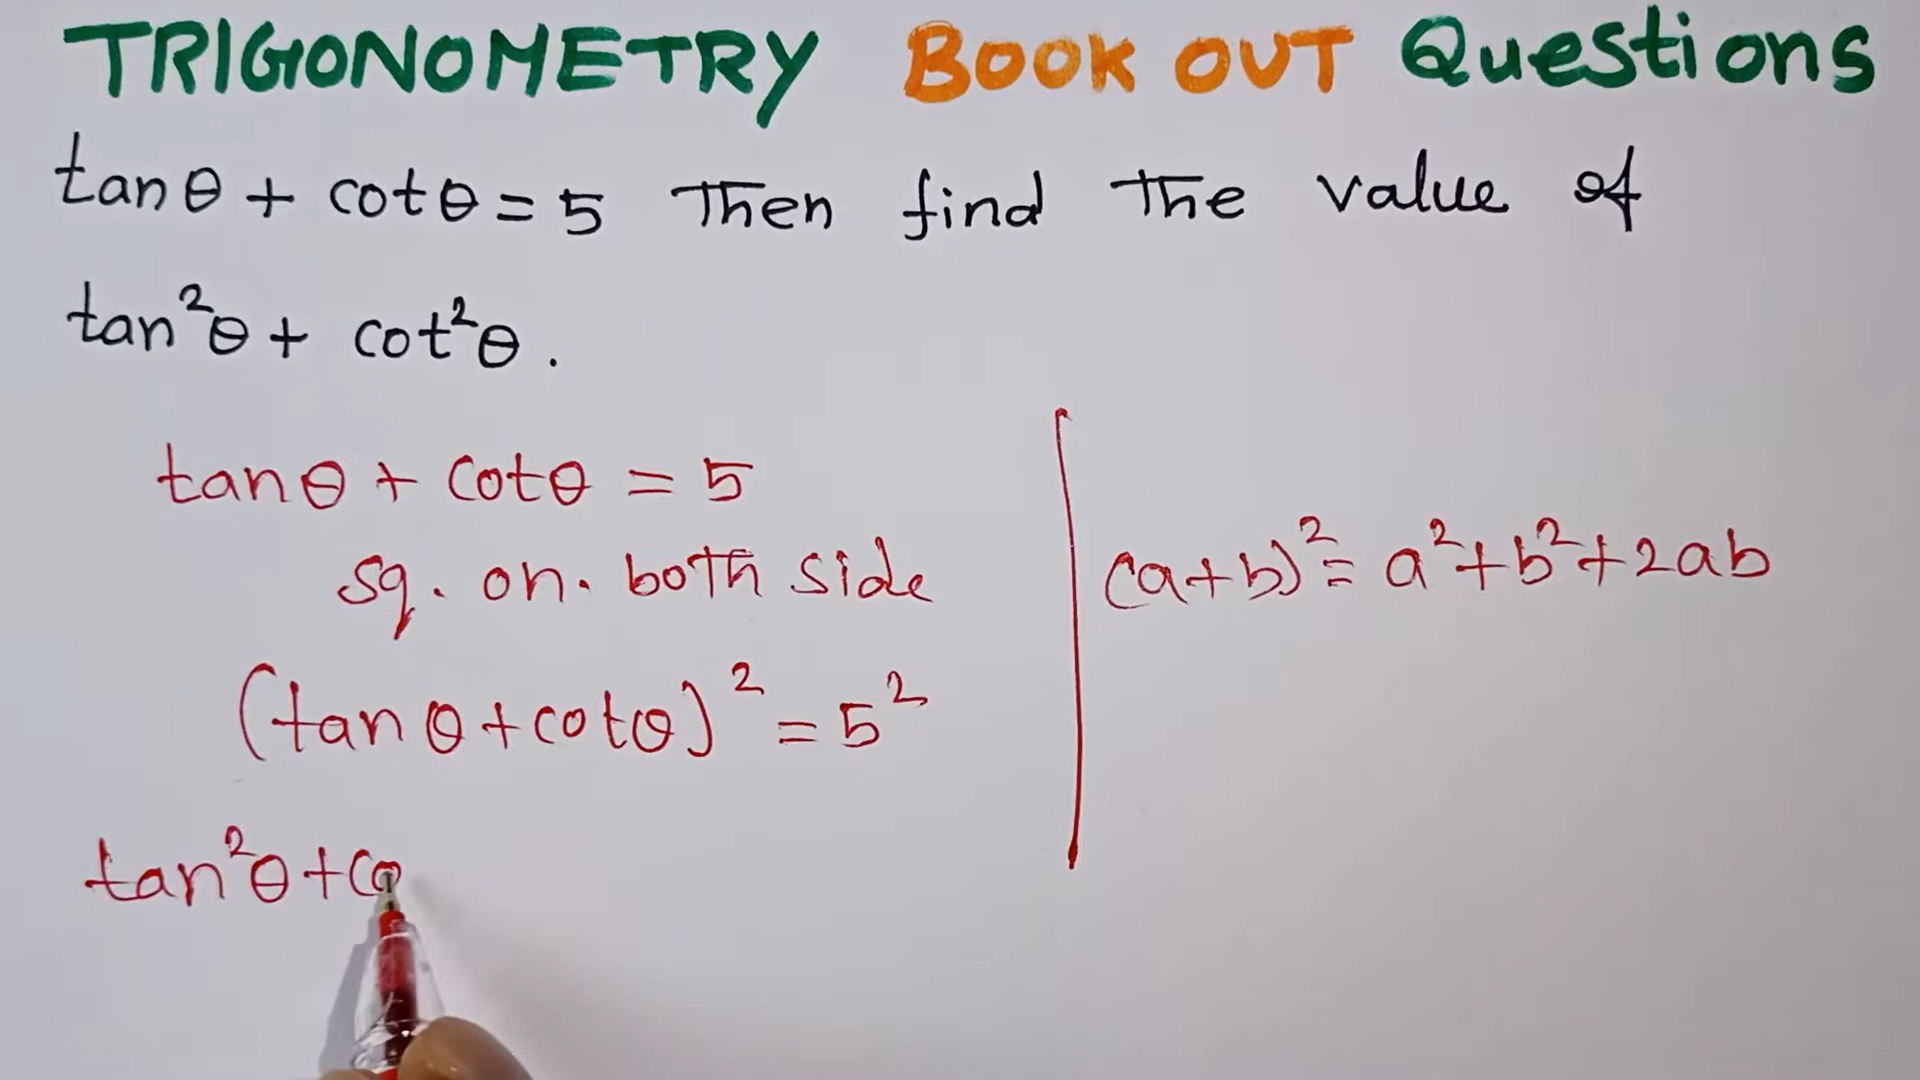 TRIGONOMETRY BOOK OUT Questions
tanθ + cotθ = 5 Then find The value of
tan²θ + cot²θ.
tanθ + cotθ = 5
sq. on. both side
(tanθ+cotθ)² = 5²
tan²θ+co
(a+b)² = a²+b²+2ab